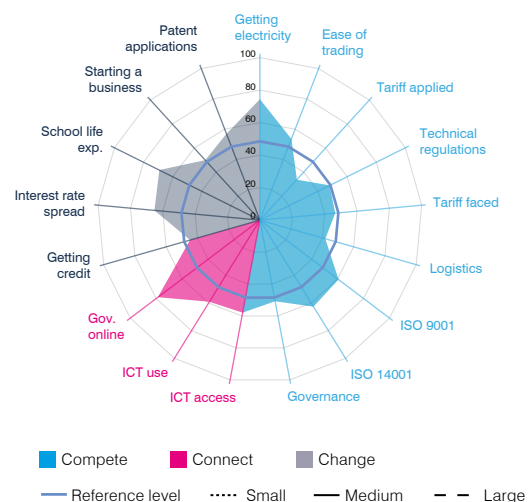 Getting
electricity
Ease of
trading
Tariff applied
Technical
regulations
Tariff faced
Logistics
ISO 9001
ISO 14001
Governance
ICT access
ICT use
Gov.
online
Getting
credit
Interest rate
spread
School life
exp.
Starting a
business
Patent
applications
100
80
60
40
20
0
Compete
Connect
Change
Reference level
Small
Medium
Large